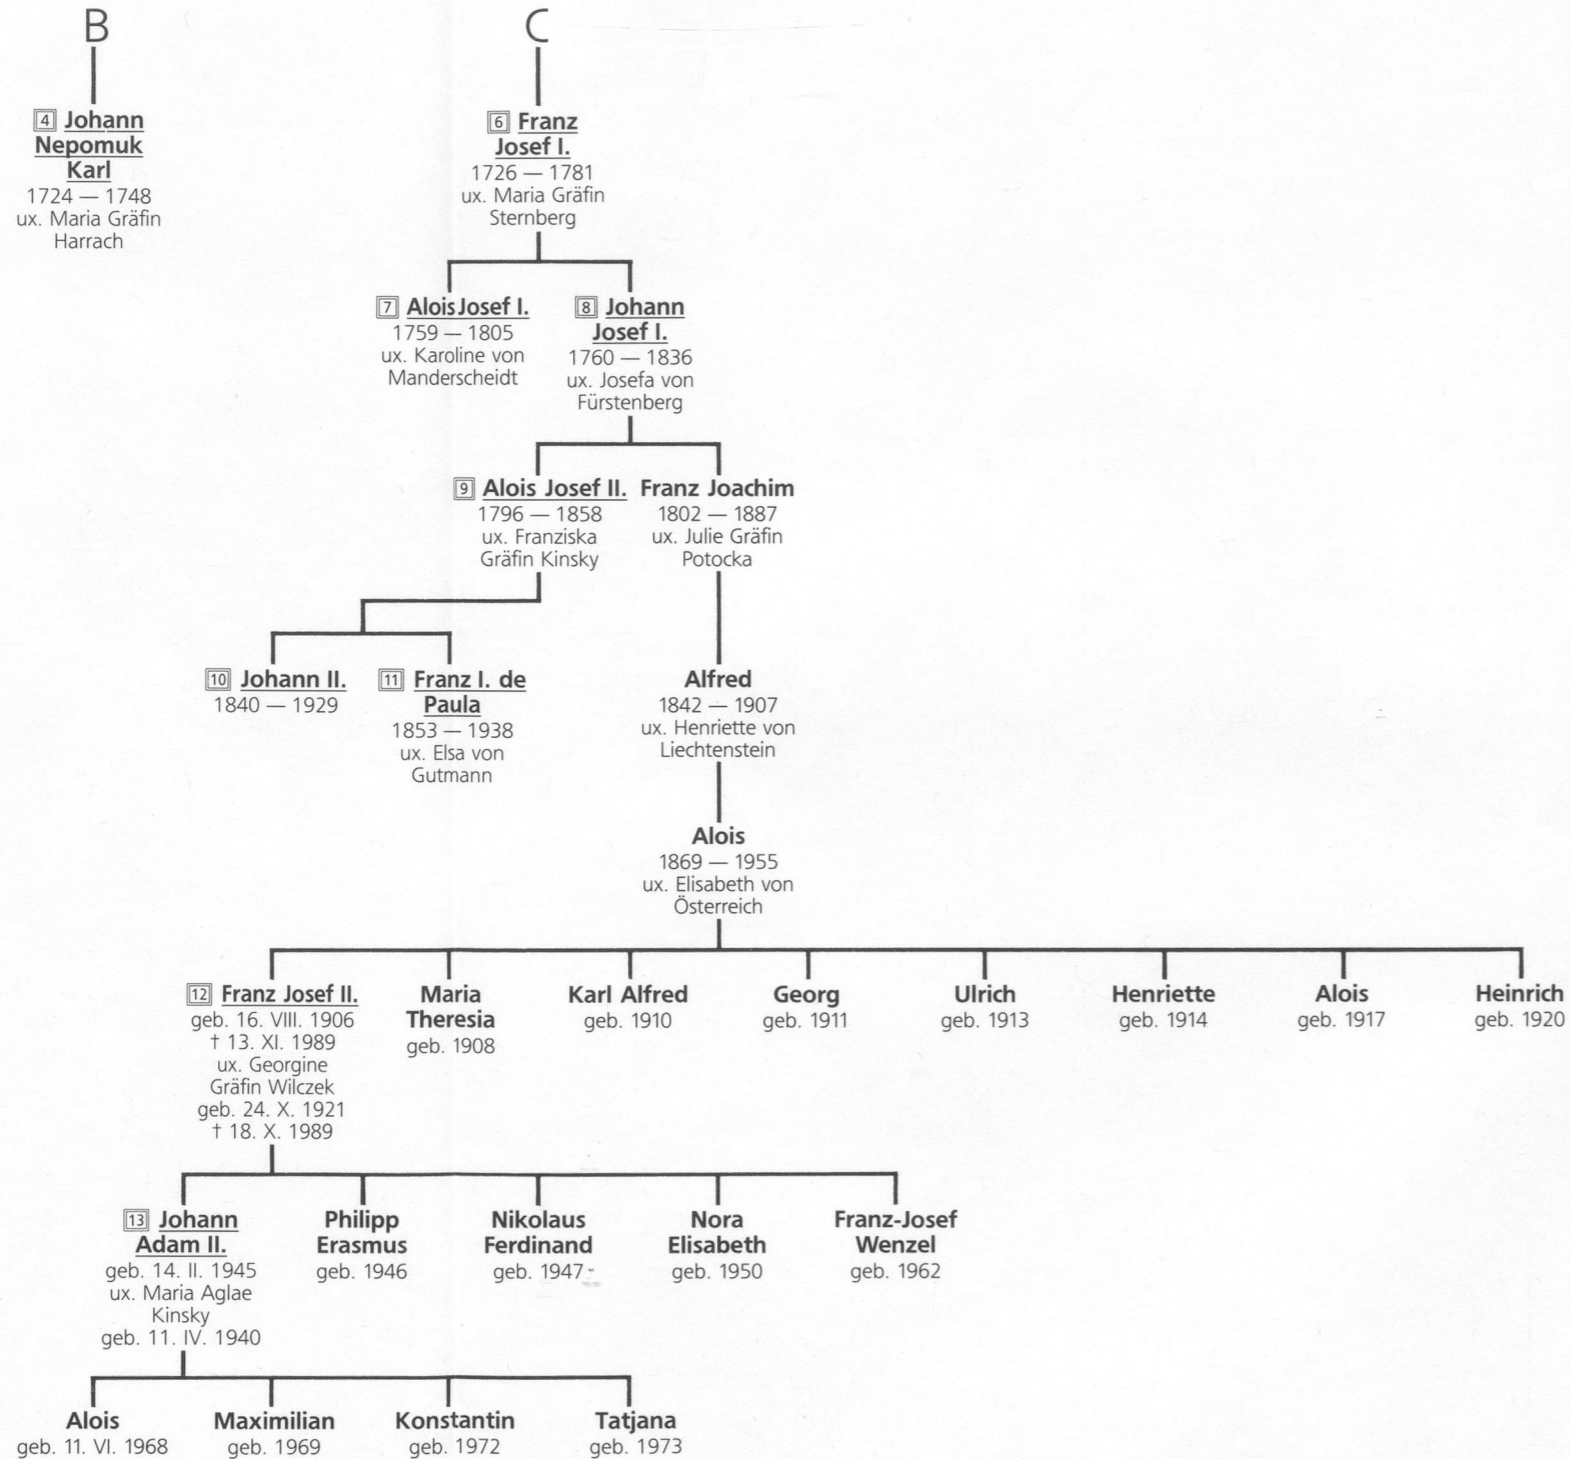 B
C
4 Johann
Nepomuk
Karl
1724 — 1748
ux. Maria Gräfin
Harrach
6 Franz
Josef I.
1726 — 1781
ux. Maria Gräfin
Sternberg
7 Alois Josef I.
1759 — 1805
ux. Karoline von
Manderscheidt
8 Johann
Josef I.
1760 — 1836
ux. Josefa von
Fürstenberg
9 Alois Josef II.
1796 — 1858
ux. Franziska
Gräfin Kinsky
Franz Joachim
1802 — 1887
ux. Julie Gräfin
Potocka
10 Johann II.
1840 — 1929
11 Franz I. de
Paula
1853 — 1938
ux. Elsa von
Gutmann
Alfred
1842 — 1907
ux. Henriette von
Liechtenstein
Alois
1869 — 1955
ux. Elisabeth von
Österreich
12 Franz Josef II.
geb. 16. VIII. 1906
† 13. XI. 1989
ux. Georgine
Gräfin Wilczek
geb. 24. X. 1921
† 18. X. 1989
Maria
Theresia
geb. 1908
Karl Alfred
geb. 1910
Georg
geb. 1911
Ulrich
geb. 1913
Henriette
geb. 1914
Alois
geb. 1917
Heinrich
geb. 1920
13 Johann
Adam II.
geb. 14. II. 1945
ux. Maria Aglae
Kinsky
geb. 11. IV. 1940
Philipp
Erasmus
geb. 1946
Nikolaus
Ferdinand
geb. 1947
Nora
Elisabeth
geb. 1950
Franz-Josef
Wenzel
geb. 1962
Alois
geb. 11. VI. 1968
Maximilian
geb. 1969
Konstantin
geb. 1972
Tatjana
geb. 1973